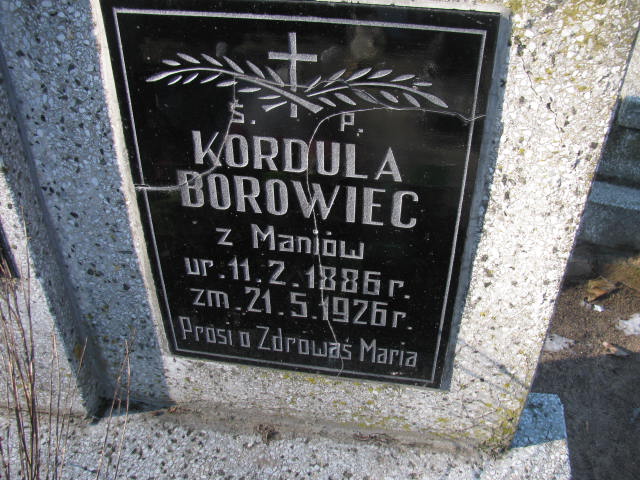 Ś. P.
KORDULA
BOROWIEC
z Maniów
ur. 11. 2. 1886 r.
zm. 21. 5. 1926 r.
Prosi o Zdrowaś Maria